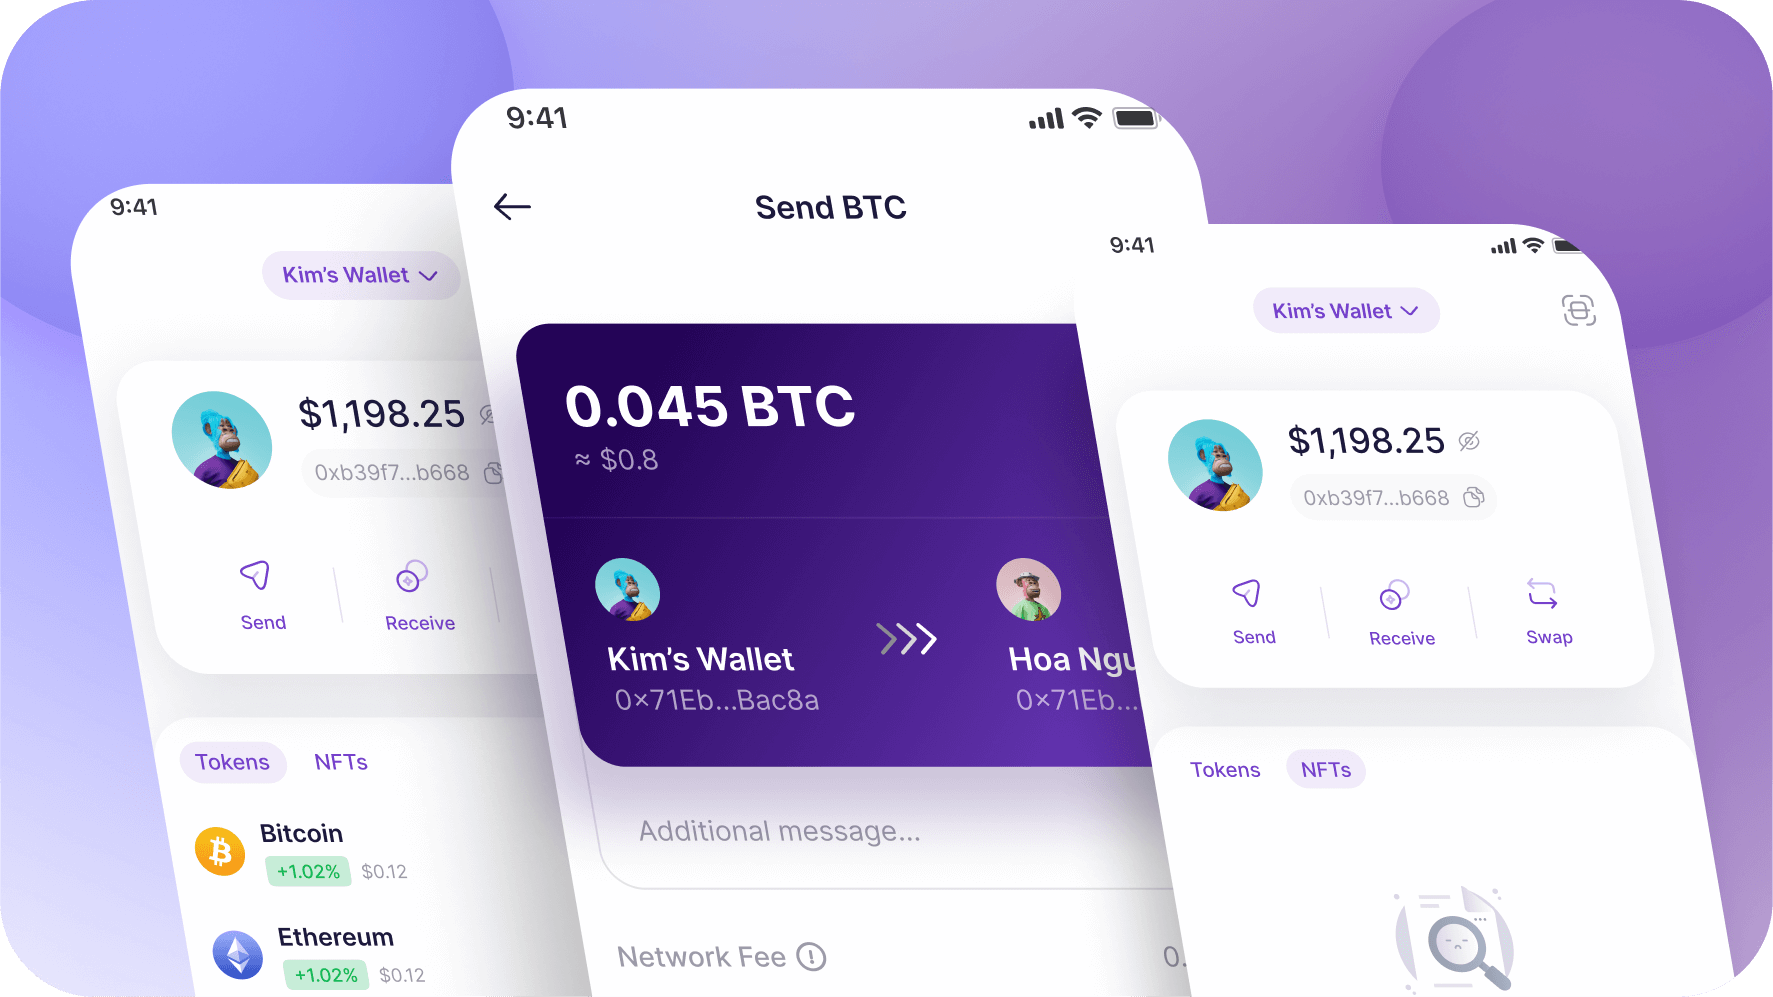 9:41
Kim's Wallet
$1,198.25
0xb39f7...b668
Send
Receive
Tokens
NFTs
Bitcoin
+1.02%
$0.12
Ethereum
+1.02%
$0.12
9:41
Send BTC
0.045 BTC
≈ $0.8
Kim's Wallet
0×71Eb...Bac8a
Hoa Ngu
0×71Eb...
Additional message...
Network Fee
0.
9:41
Kim's Wallet
$1,198.25
0xb39f7...b668
Send
Receive
Swap
Tokens
NFTs